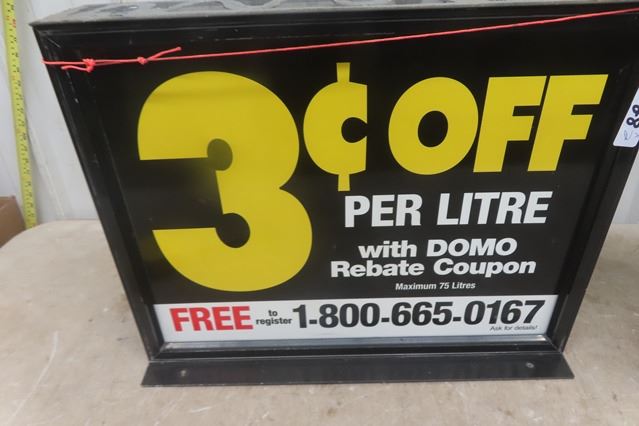 3¢ OFF
PER LITRE
with DOMO
Rebate Coupon
Maximum 75 Litres
FREE to register 1-800-665-0167
Ask for details!